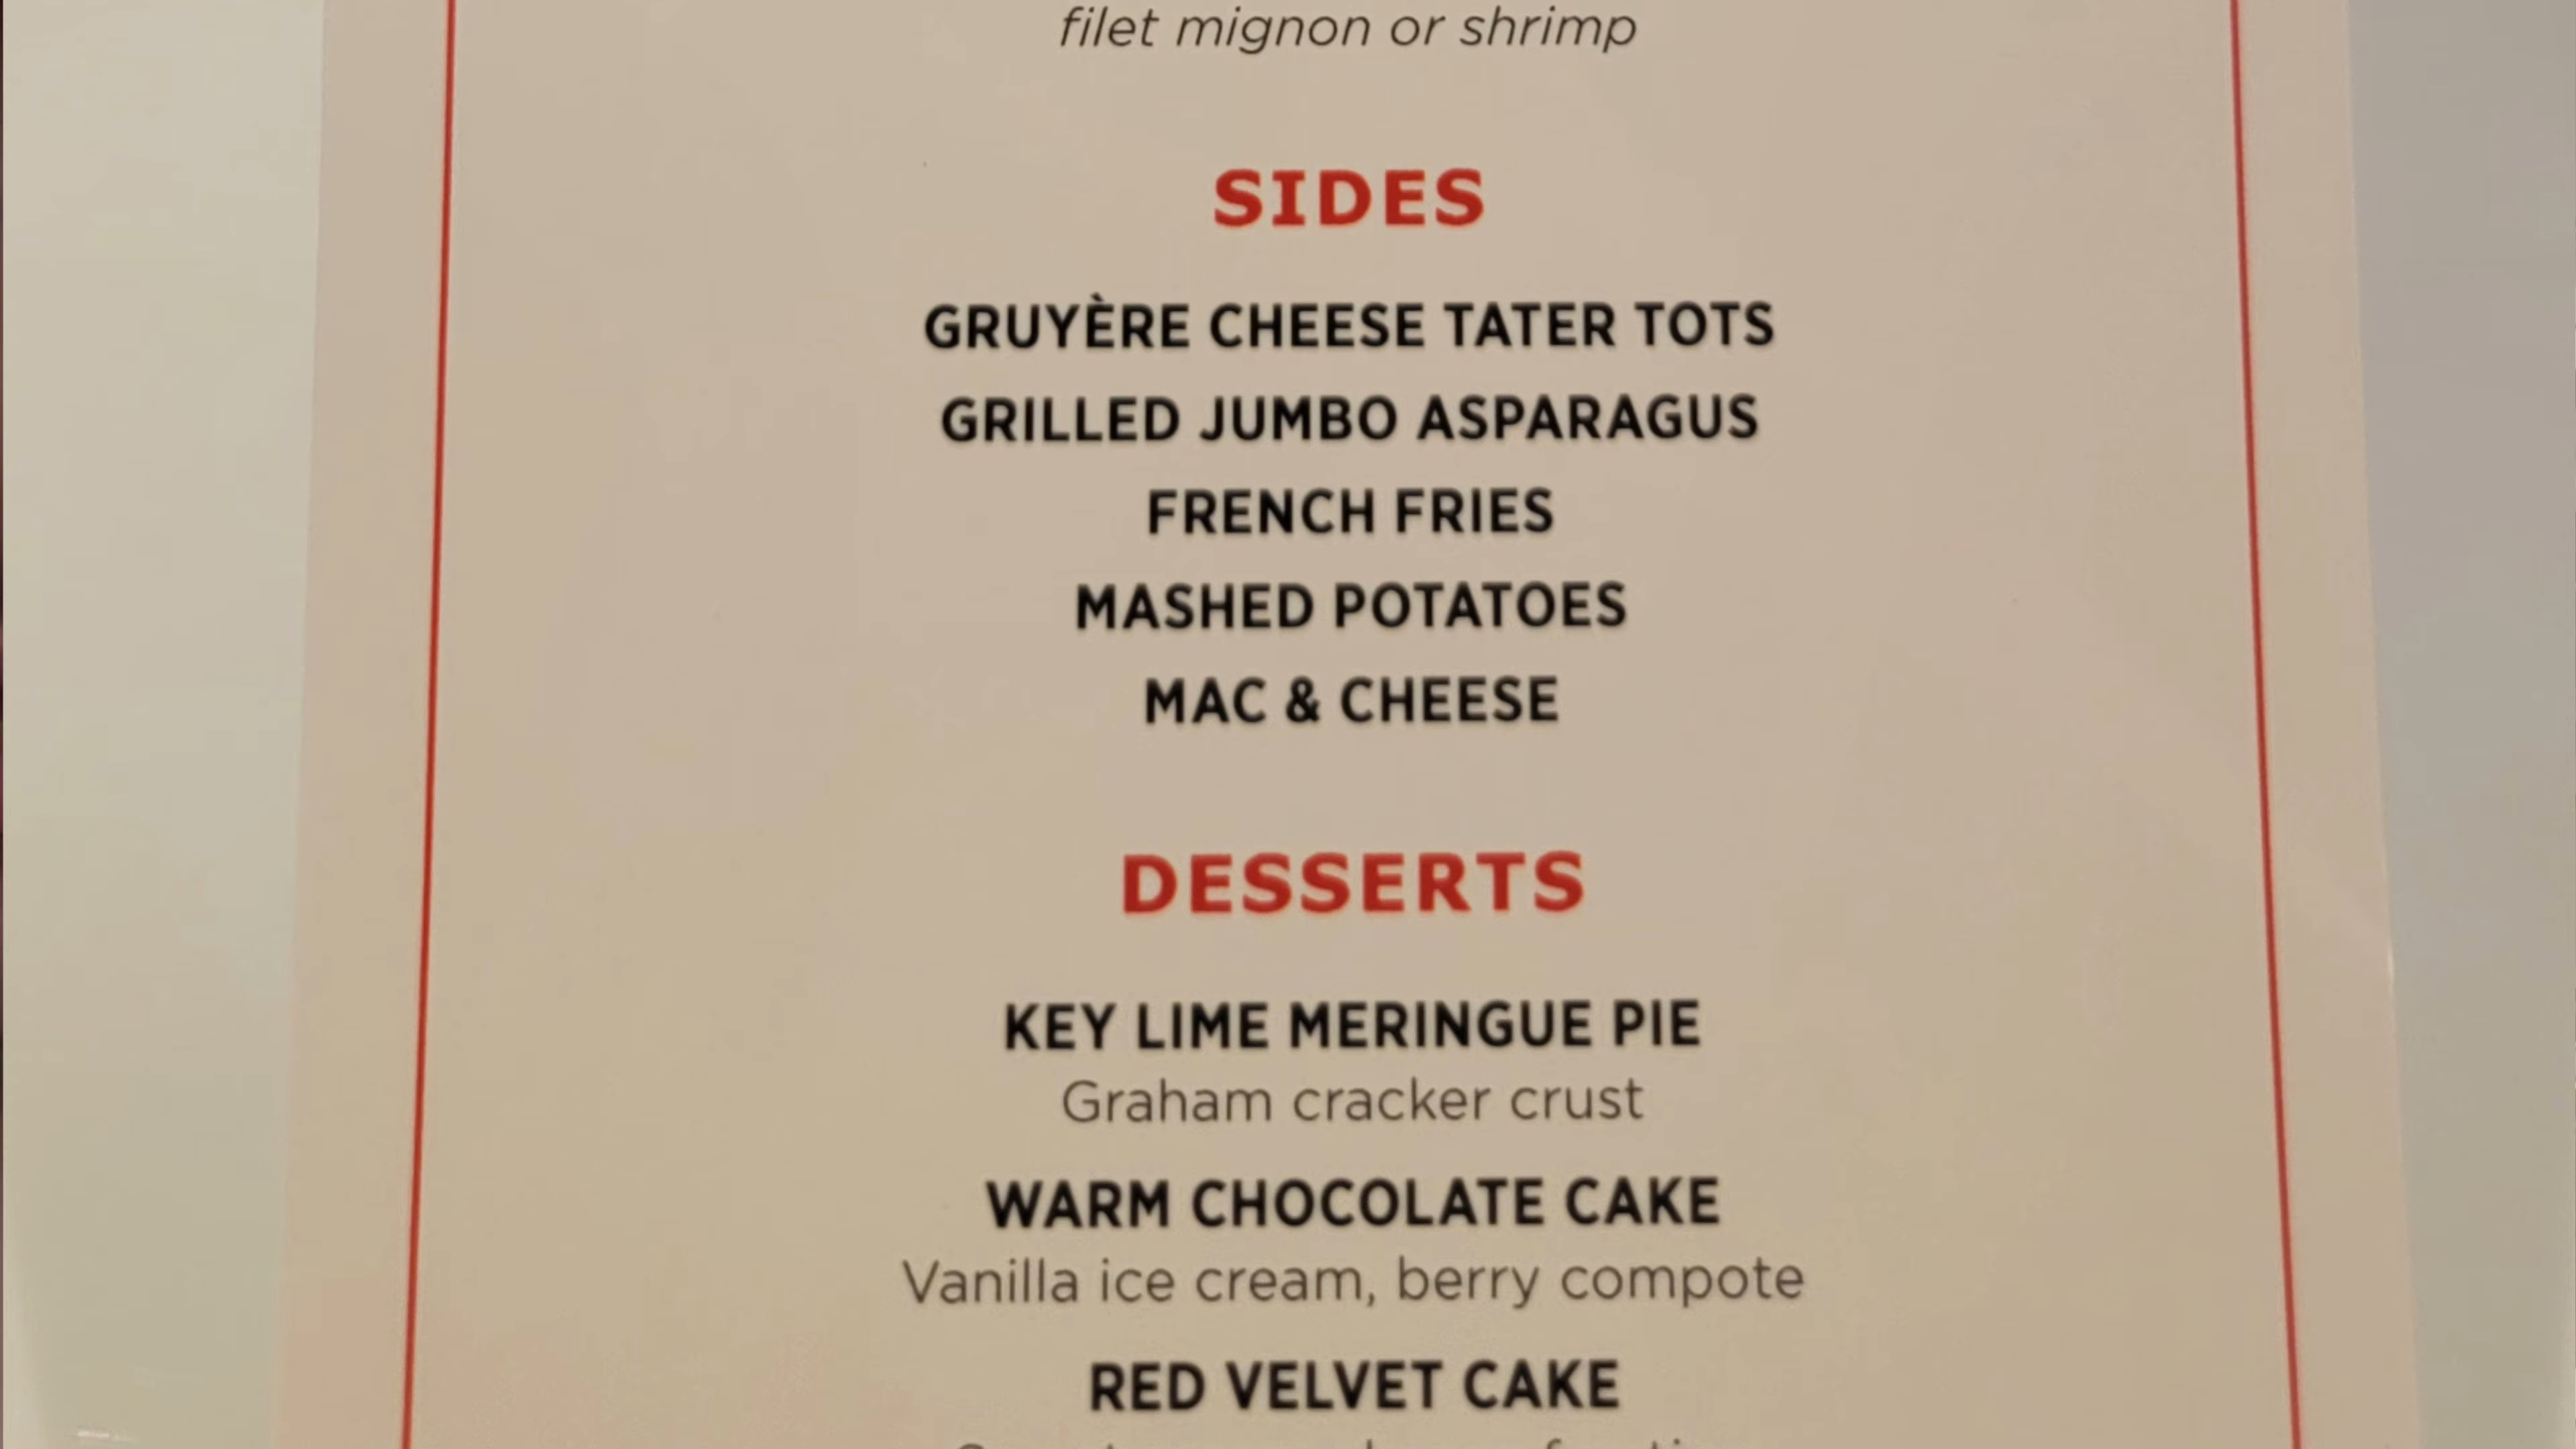 filet mignon or shrimp
SIDES
GRUYÈRE CHEESE TATER TOTS
GRILLED JUMBO ASPARAGUS
FRENCH FRIES
MASHED POTATOES
MAC & CHEESE
DESSERTS
KEY LIME MERINGUE PIE
Graham cracker crust
WARM CHOCOLATE CAKE
Vanilla ice cream, berry compote
RED VELVET CAKE